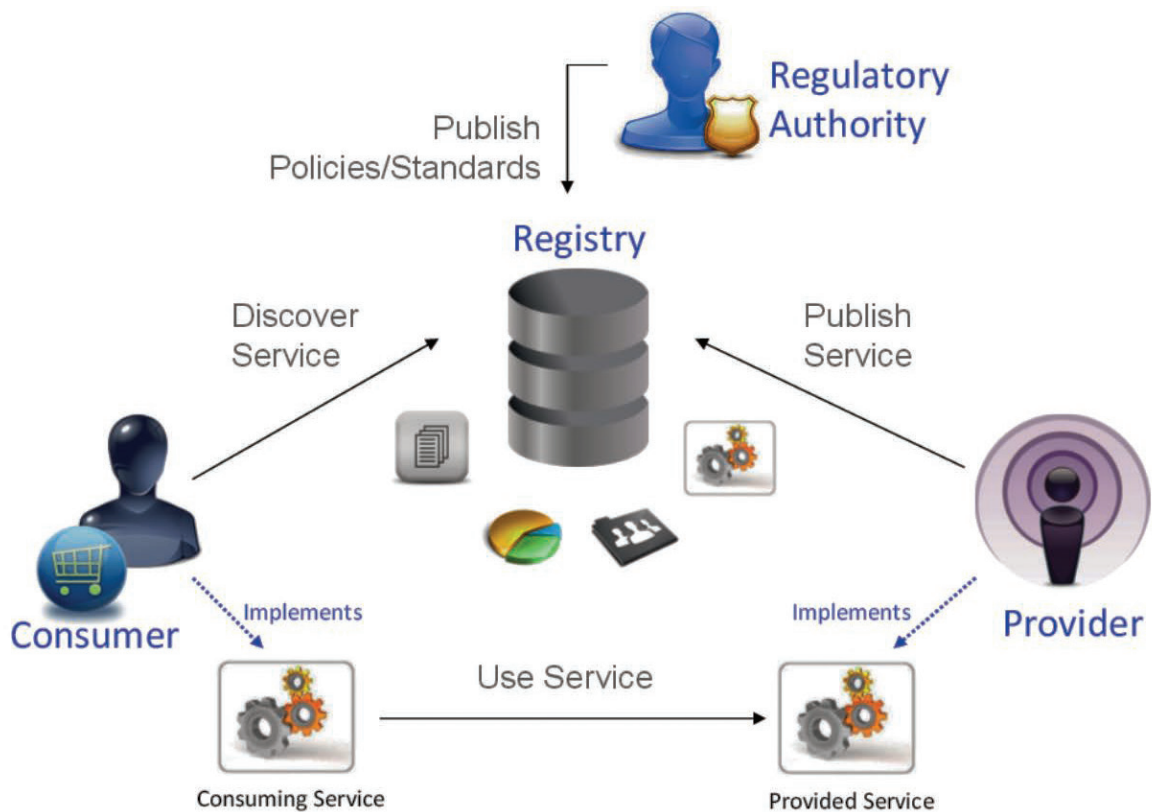 Regulatory
Authority
Publish
Policies/Standards
Registry
Discover
Service
Publish
Service
Consumer
Implements
Implements
Provider
Use Service
Consuming Service
Provided Service